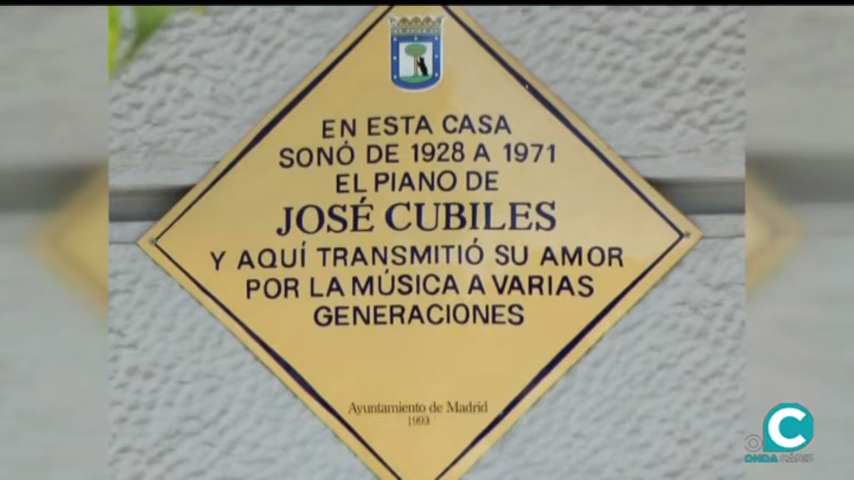 EN ESTA CASA
SONÓ DE 1928 A 1971
EL PIANO DE
JOSÉ CUBILES
Y AQUÍ TRANSMITIÓ SU AMOR
POR LA MÚSICA A VARIAS
GENERACIONES
Ayuntamiento de Madrid
1993
C
ONDA CÁDIZ